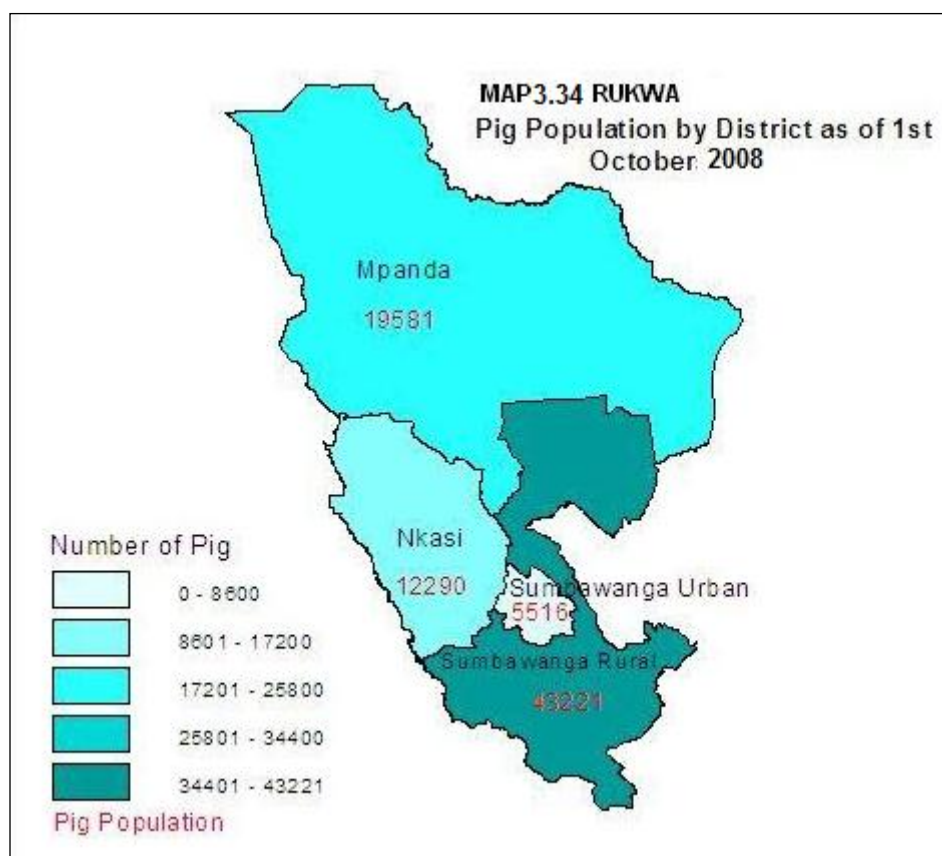 MAP3.34 RUKWA
Pig Population by District as of 1st
October 2008
Mpanda
19581
Nkasi
12290
Sumbawanga Urban
5516
Sumbawanga Rural
43221
Number of Pig
0 - 8600
8601 - 17200
17201 - 25800
25801 - 34400
34401 - 43221
Pig Population